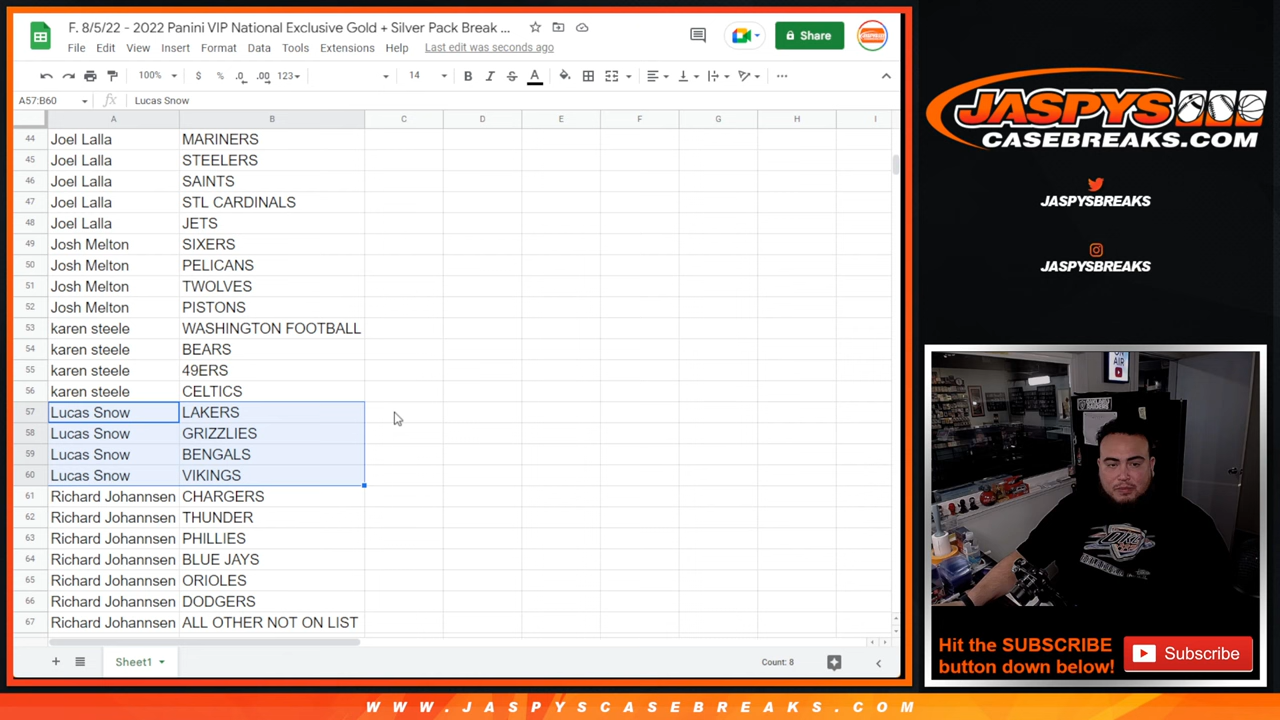 F. 8/5/22 - 2022 Panini VIP National Exclusive Gold + Silver Pack Break ...
File Edit View Insert Format Data Tools Extensions Help Last edit was seconds ago
Share
100% $ % .0 .00 123 14 B I S A
A57:B60 fx Lucas Snow
A B C D E F G H I
44 Joel Lalla MARINERS
45 Joel Lalla STEELERS
46 Joel Lalla SAINTS
47 Joel Lalla STL CARDINALS
48 Joel Lalla JETS
49 Josh Melton SIXERS
50 Josh Melton PELICANS
51 Josh Melton TWOLVES
52 Josh Melton PISTONS
53 karen steele WASHINGTON FOOTBALL
54 karen steele BEARS
55 karen steele 49ERS
56 karen steele CELTICS
57 Lucas Snow LAKERS
58 Lucas Snow GRIZZLIES
59 Lucas Snow BENGALS
60 Lucas Snow VIKINGS
61 Richard Johannsen CHARGERS
62 Richard Johannsen THUNDER
63 Richard Johannsen PHILLIES
64 Richard Johannsen BLUE JAYS
65 Richard Johannsen ORIOLES
66 Richard Johannsen DODGERS
67 Richard Johannsen ALL OTHER NOT ON LIST
Sheet1
Count: 8
JASPYS
CASEBREAKS.COM
JASPYSBREAKS
JASPYSBREAKS
ON
AIR
OKC
Hit the SUBSCRIBE
button down below!
Subscribe
WWW.JASPYSCASEBREAKS.COM